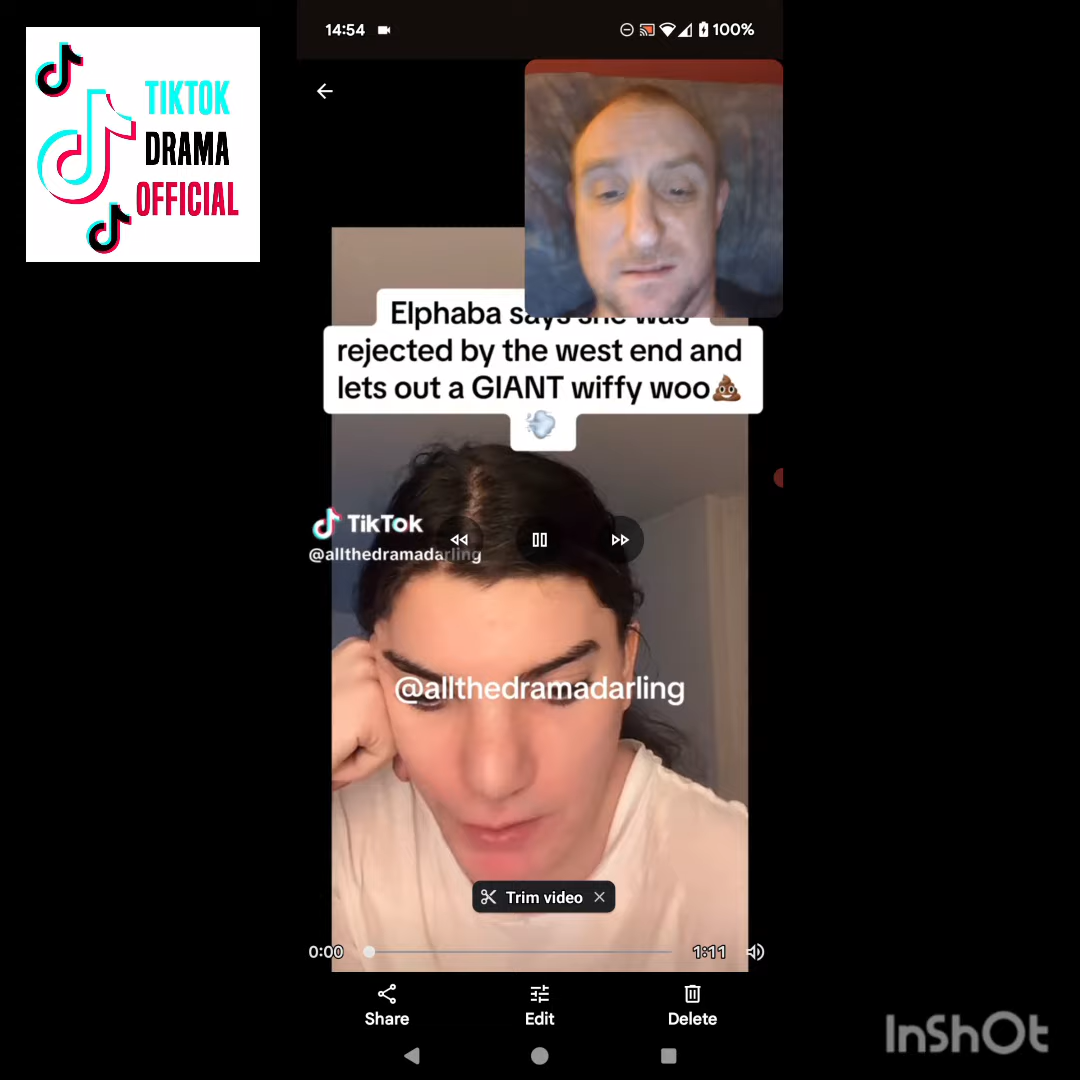 14:54
100%
TIKTOK
DRAMA
OFFICIAL
Elphaba says she was
rejected by the west end and
lets out a GIANT wiffy woo💩
💨
TikTok
@allthedramadarling
@allthedramadarling
Trim video
0:00
1:11
Share
Edit
Delete
InShOt